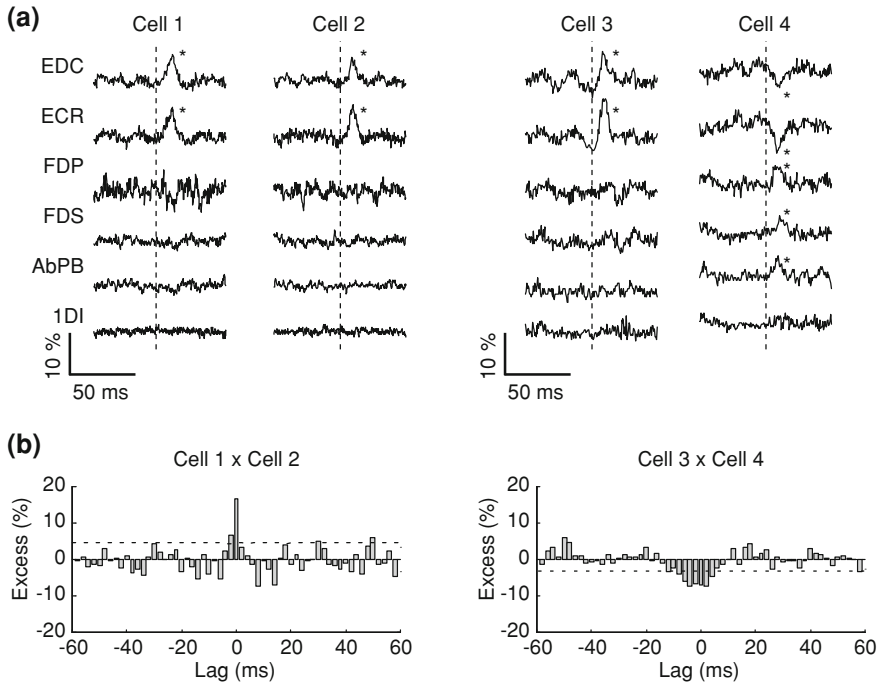 (a)
Cell 1 Cell 2 Cell 3 Cell 4
EDC * * *
*
ECR * * *
*
FDP *
FDS *
AbPB *
1DI
10 % 10 %
50 ms 50 ms
(b)
Cell 1 x Cell 2 Cell 3 x Cell 4
Excess (%) Excess (%)
20 20
10 10
0 0
-10 -10
-20 -20
-60 -40 -20 0 20 40 60 -60 -40 -20 0 20 40 60
Lag (ms) Lag (ms)